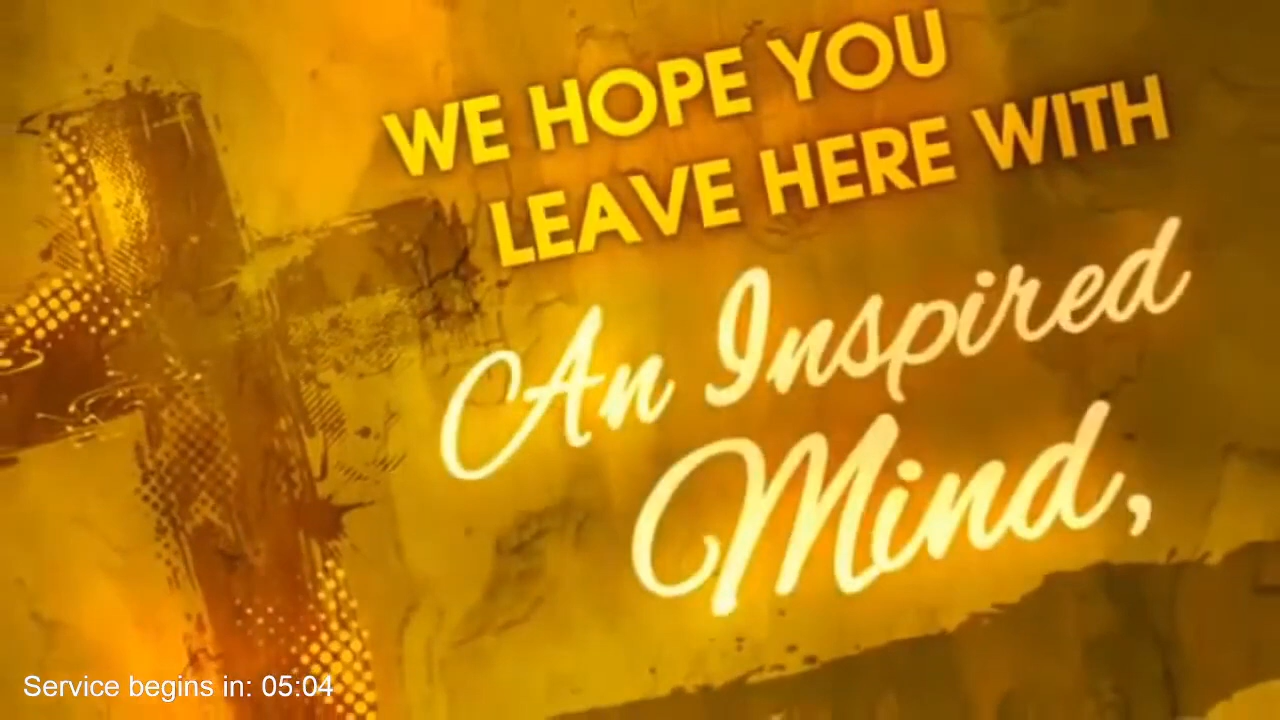 WE HOPE YOU
LEAVE HERE WITH
An Inspired
Mind,
Service begins in: 05:04